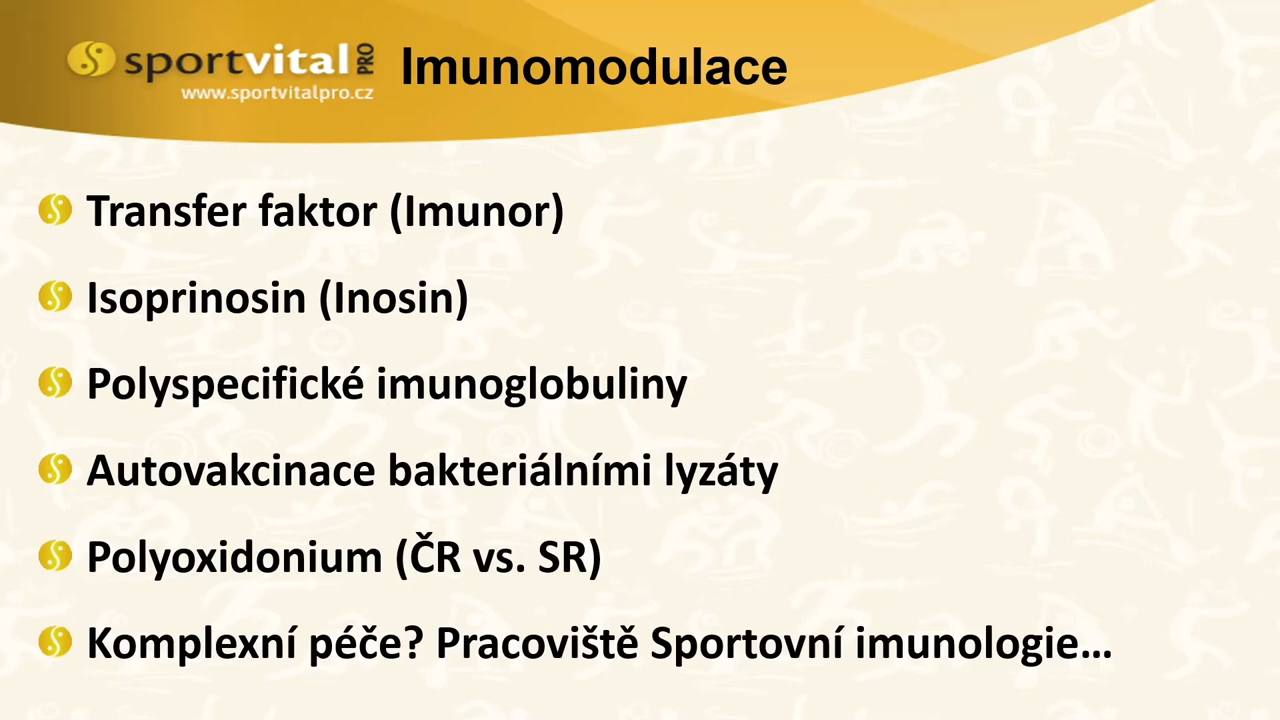 sportvital PRO
www.sportvitalpro.cz
Imunomodulace
Transfer faktor (Imunor)
Isoprinosin (Inosin)
Polyspecifické imunoglobuliny
Autovakcinace bakteriálními lyzáty
Polyoxidonium (ČR vs. SR)
Komplexní péče? Pracoviště Sportovní imunologie...